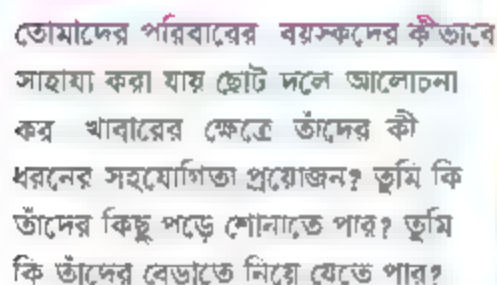 তোমাদের পরিবারের বয়স্কদের কীভাবে
সাহায্য করা যায় ছোট দলে আলোচনা
কর খাবারের ক্ষেত্রে তাঁদের কী
ধরনের সহযোগিতা প্রয়োজন? তুমি কি
তাঁদের কিছু পড়ে শোনাতে পার? তুমি
কি তাঁদের বেড়াতে নিয়ে যেতে পার?